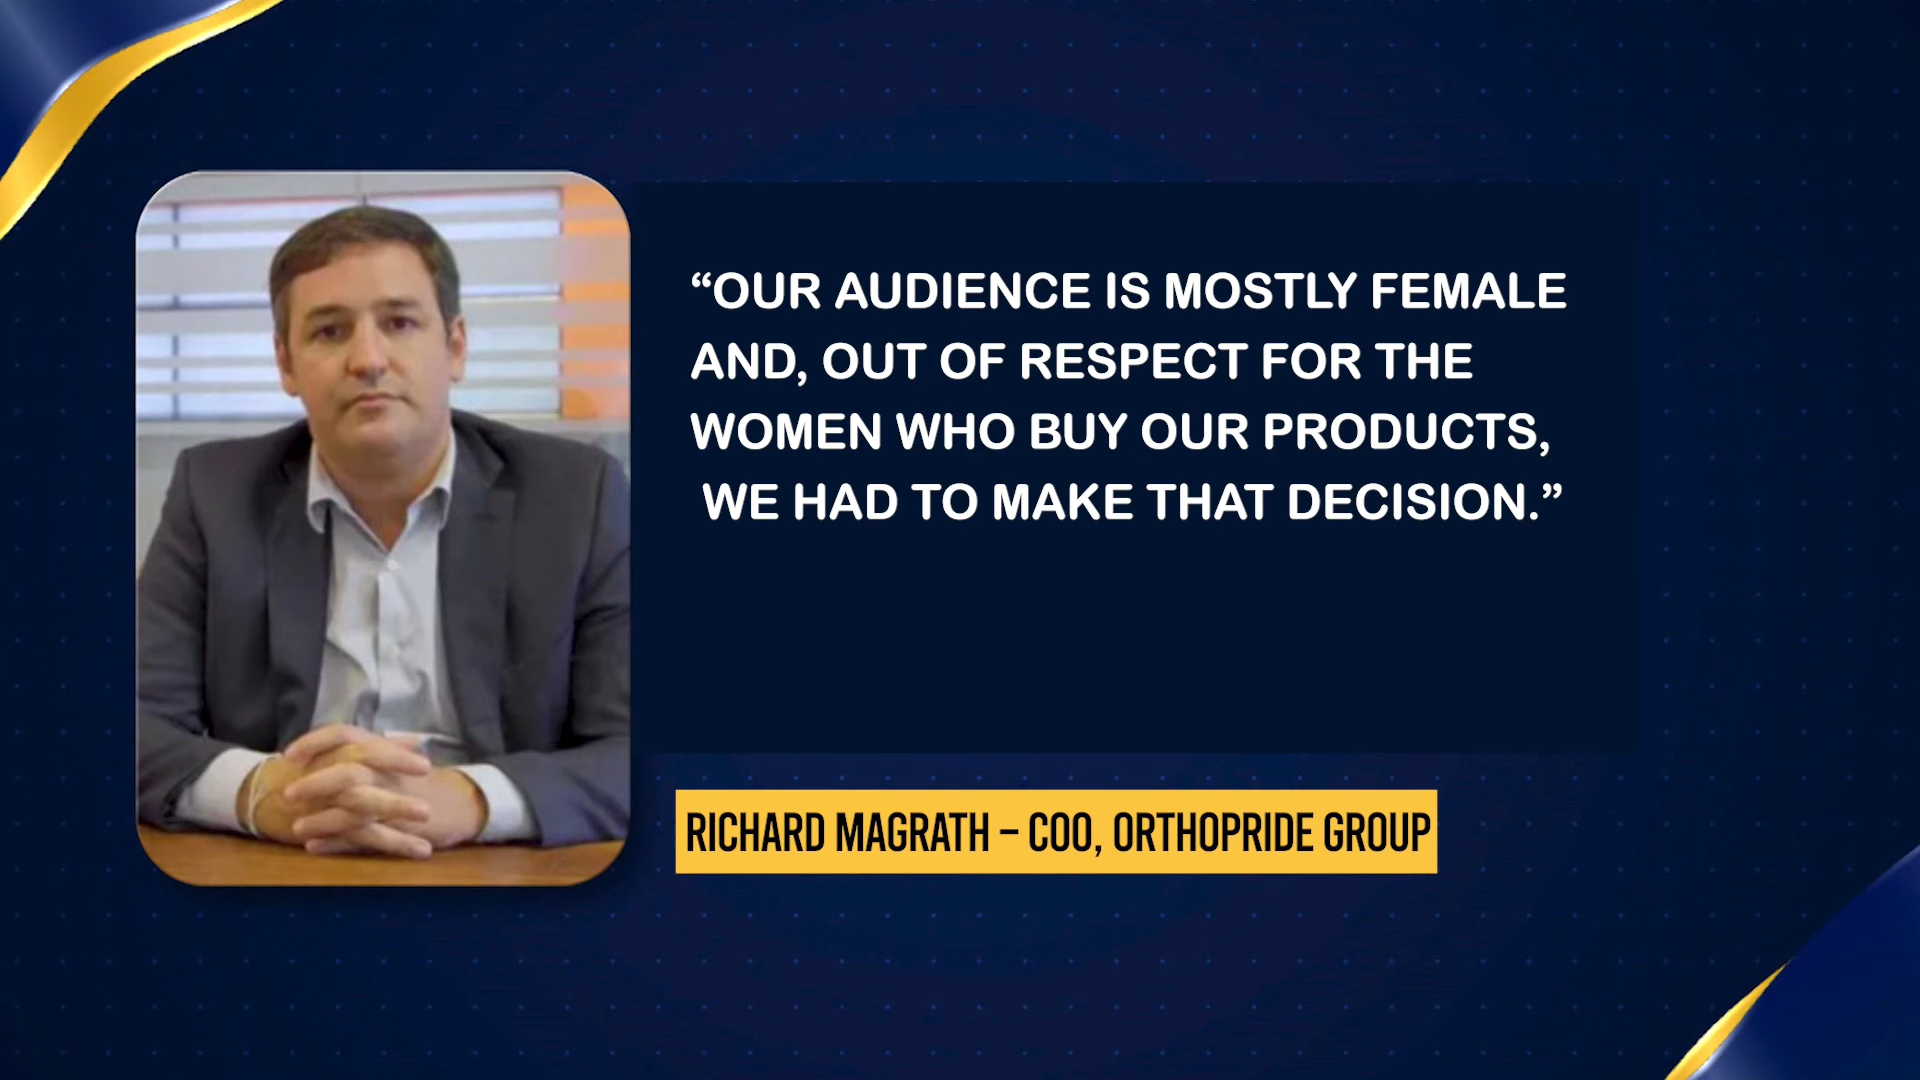 “OUR AUDIENCE IS MOSTLY FEMALE
AND, OUT OF RESPECT FOR THE
WOMEN WHO BUY OUR PRODUCTS,
WE HAD TO MAKE THAT DECISION.”
RICHARD MAGRATH – COO, ORTHOPRIDE GROUP